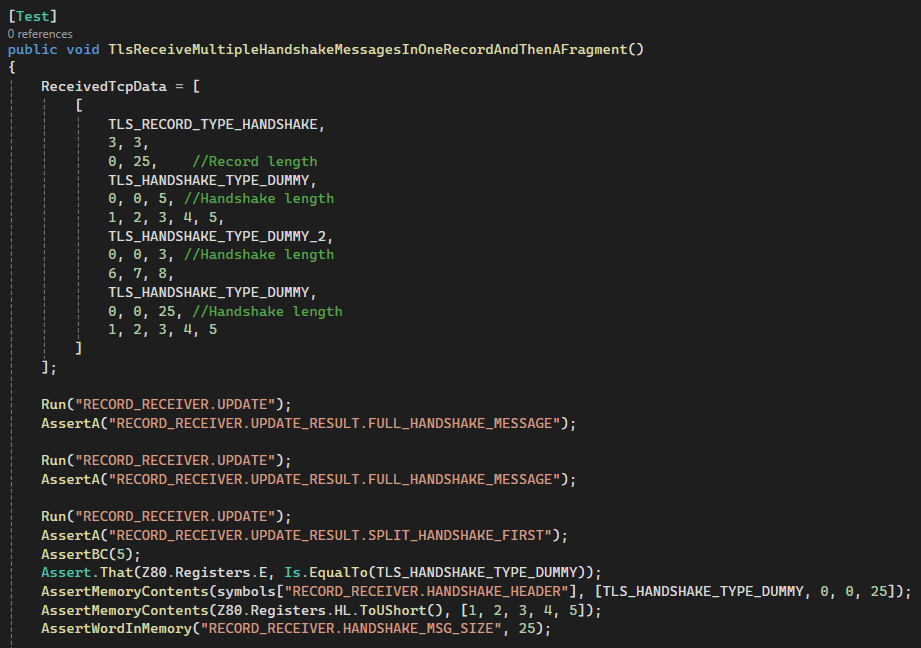 [Test]
0 references
public void TlsReceiveMultipleHandshakeMessagesInOneRecordAndThenAFragment()
{
ReceivedTcpData = [
[
TLS_RECORD_TYPE_HANDSHAKE,
3, 3,
0, 25, //Record length
TLS_HANDSHAKE_TYPE_DUMMY,
0, 0, 5, //Handshake length
1, 2, 3, 4, 5,
TLS_HANDSHAKE_TYPE_DUMMY_2,
0, 0, 3, //Handshake length
6, 7, 8,
TLS_HANDSHAKE_TYPE_DUMMY,
0, 0, 25, //Handshake length
1, 2, 3, 4, 5
]
];
Run("RECORD_RECEIVER.UPDATE");
AssertA("RECORD_RECEIVER.UPDATE_RESULT.FULL_HANDSHAKE_MESSAGE");
Run("RECORD_RECEIVER.UPDATE");
AssertA("RECORD_RECEIVER.UPDATE_RESULT.FULL_HANDSHAKE_MESSAGE");
Run("RECORD_RECEIVER.UPDATE");
AssertA("RECORD_RECEIVER.UPDATE_RESULT.SPLIT_HANDSHAKE_FIRST");
AssertBC(5);
Assert.That(Z80.Registers.E, Is.EqualTo(TLS_HANDSHAKE_TYPE_DUMMY));
AssertMemoryContents(symbols["RECORD_RECEIVER.HANDSHAKE_HEADER"], [TLS_HANDSHAKE_TYPE_DUMMY, 0, 0, 25]);
AssertMemoryContents(Z80.Registers.HL.ToUShort(), [1, 2, 3, 4, 5]);
AssertWordInMemory("RECORD_RECEIVER.HANDSHAKE_MSG_SIZE", 25);